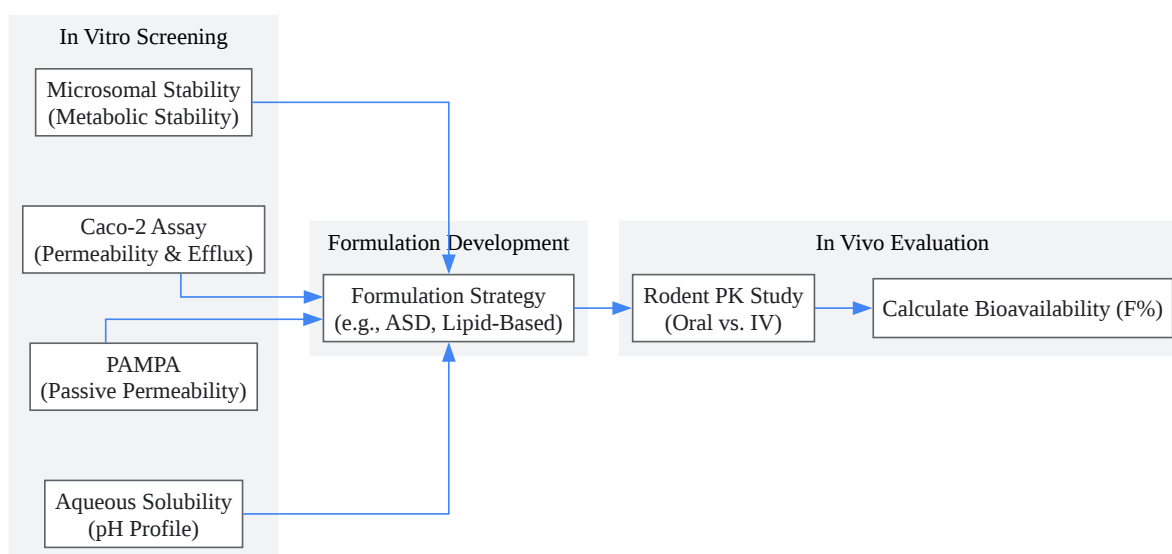 In Vitro Screening
Microsomal Stability
(Metabolic Stability)
Caco-2 Assay
(Permeability & Efflux)
PAMPA
(Passive Permeability)
Aqueous Solubility
(pH Profile)
Formulation Development
Formulation Strategy
(e.g., ASD, Lipid-Based)
In Vivo Evaluation
Rodent PK Study
(Oral vs. IV)
Calculate Bioavailability (F%)